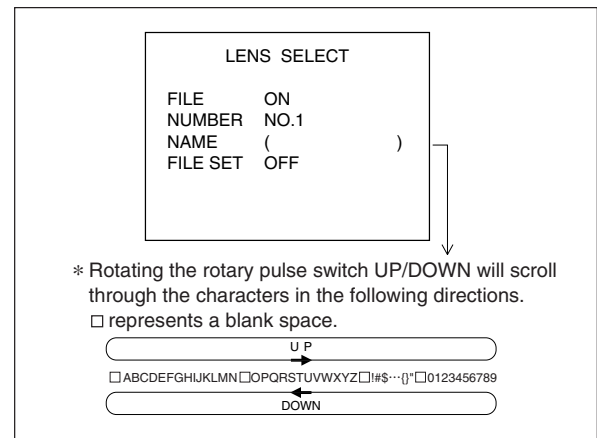 LENS SELECT
FILE ON
NUMBER NO.1
NAME ( )
FILE SET OFF
* Rotating the rotary pulse switch UP/DOWN will scroll
through the characters in the following directions.
□ represents a blank space.
UP
□ABCDEFGHIJKLMN□OPQRSTUVWXYZ□!#$···{}"□0123456789
DOWN